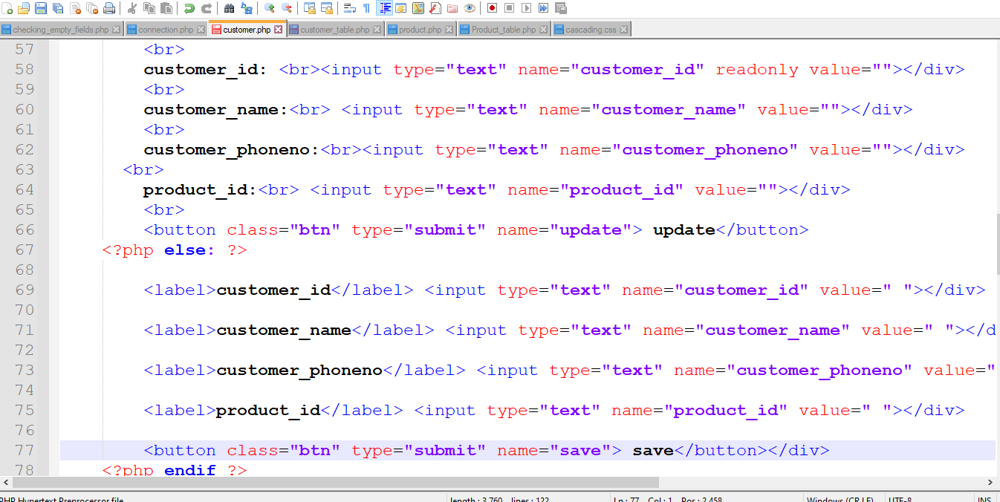 checking_empty_fields.php connection.php customer.php customer_table.php product.php Product_table.php cascading.css
57 <br>
58 customer_id: <br><input type="text" name="customer_id" readonly value=""></div>
59 <br>
60 customer_name:<br> <input type="text" name="customer_name" value=""></div>
61 <br>
62 customer_phoneno:<br><input type="text" name="customer_phoneno" value=""></div>
63 <br>
64 product_id:<br> <input type="text" name="product_id" value=""></div>
65 <br>
66 <button class="btn" type="submit" name="update"> update</button>
67 <?php else: ?>
68
69 <label>customer_id</label> <input type="text" name="customer_id" value=" "></div>
70
71 <label>customer_name</label> <input type="text" name="customer_name" value=" "></d
72
73 <label>customer_phoneno</label> <input type="text" name="customer_phoneno" value="
74
75 <label>product_id</label> <input type="text" name="product_id" value=" "></div>
76
77 <button class="btn" type="submit" name="save"> save</button></div>
78 <?php endif ?>
PHP Hypertext Preprocessor file length : 3,760 lines : 122 Ln : 77 Col : 1 Pos : 2,458 Windows (CR LF) UTF-8 INS